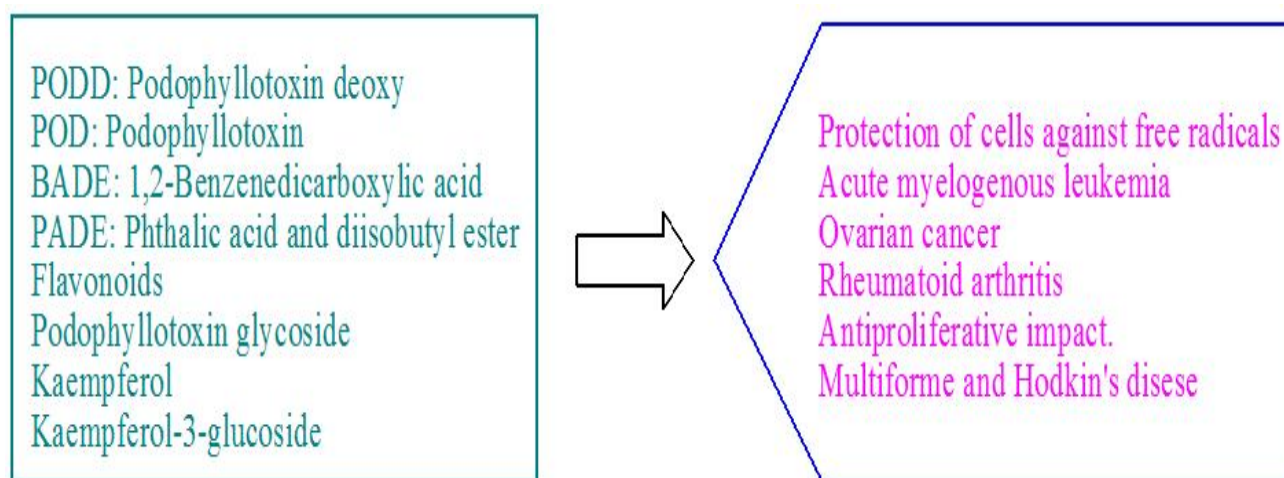 PODD: Podophyllotoxin deoxy
POD: Podophyllotoxin
BADE: 1,2-Benzenedicarboxylic acid
PADE: Phthalic acid and diisobutyl ester
Flavonoids
Podophyllotoxin glycoside
Kaempferol
Kaempferol-3-glucoside
Protection of cells against free radicals
Acute myelogenous leukemia
Ovarian cancer
Rheumatoid arthritis
Antiproliferative impact.
Multiforme and Hodkin's disese